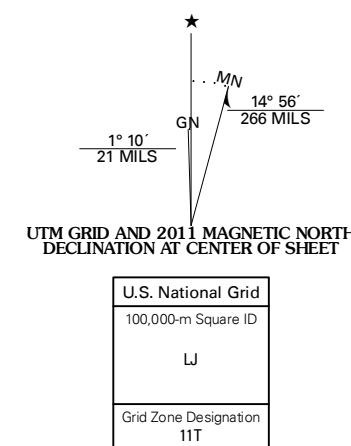 MN
GN
14° 56´
266 MILS
1° 10´
21 MILS
UTM GRID AND 2011 MAGNETIC NORTH
DECLINATION AT CENTER OF SHEET
U.S. National Grid
100,000-m Square ID
LJ
Grid Zone Designation
11T